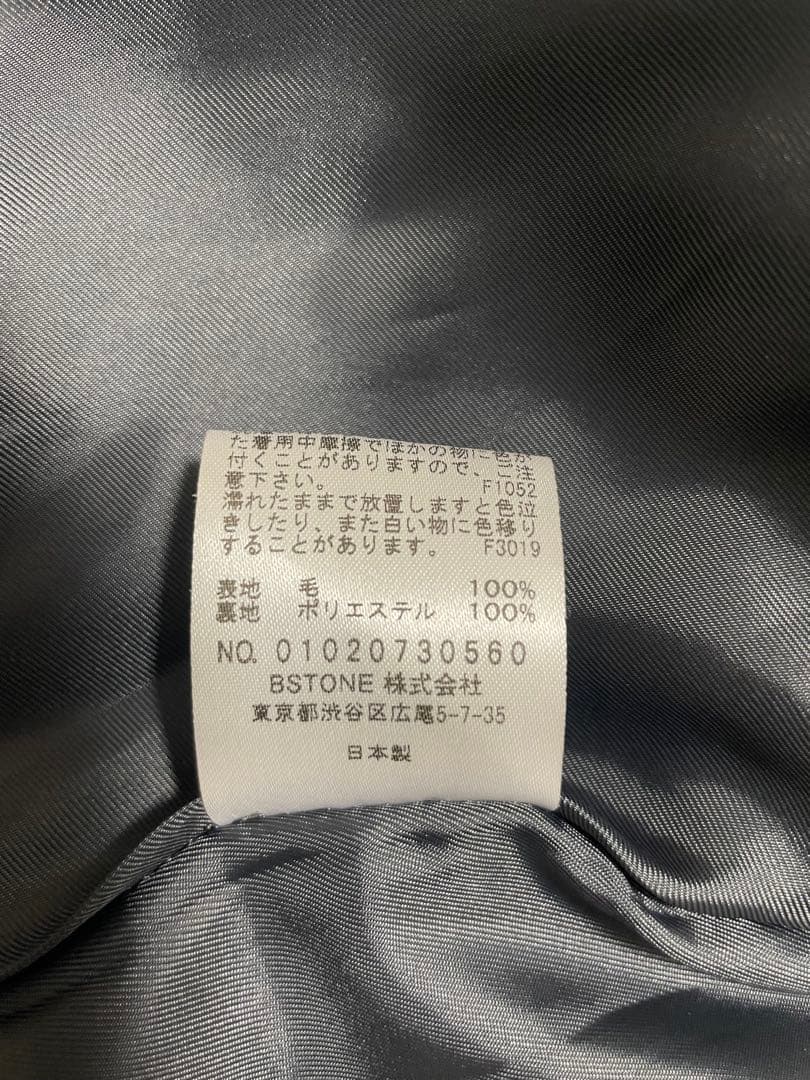 た着用中摩擦でほかの物に色が
付くことがありますので、ご注
意下さい。 F1052
濡れたままで放置しますと色泣
きしたり、また白い物に色移り
することがあります。 F3019
表地 毛 100%
裏地 ポリエステル 100%
NO. 01020730560
BSTONE 株式会社
東京都渋谷区広尾5-7-35
日本製